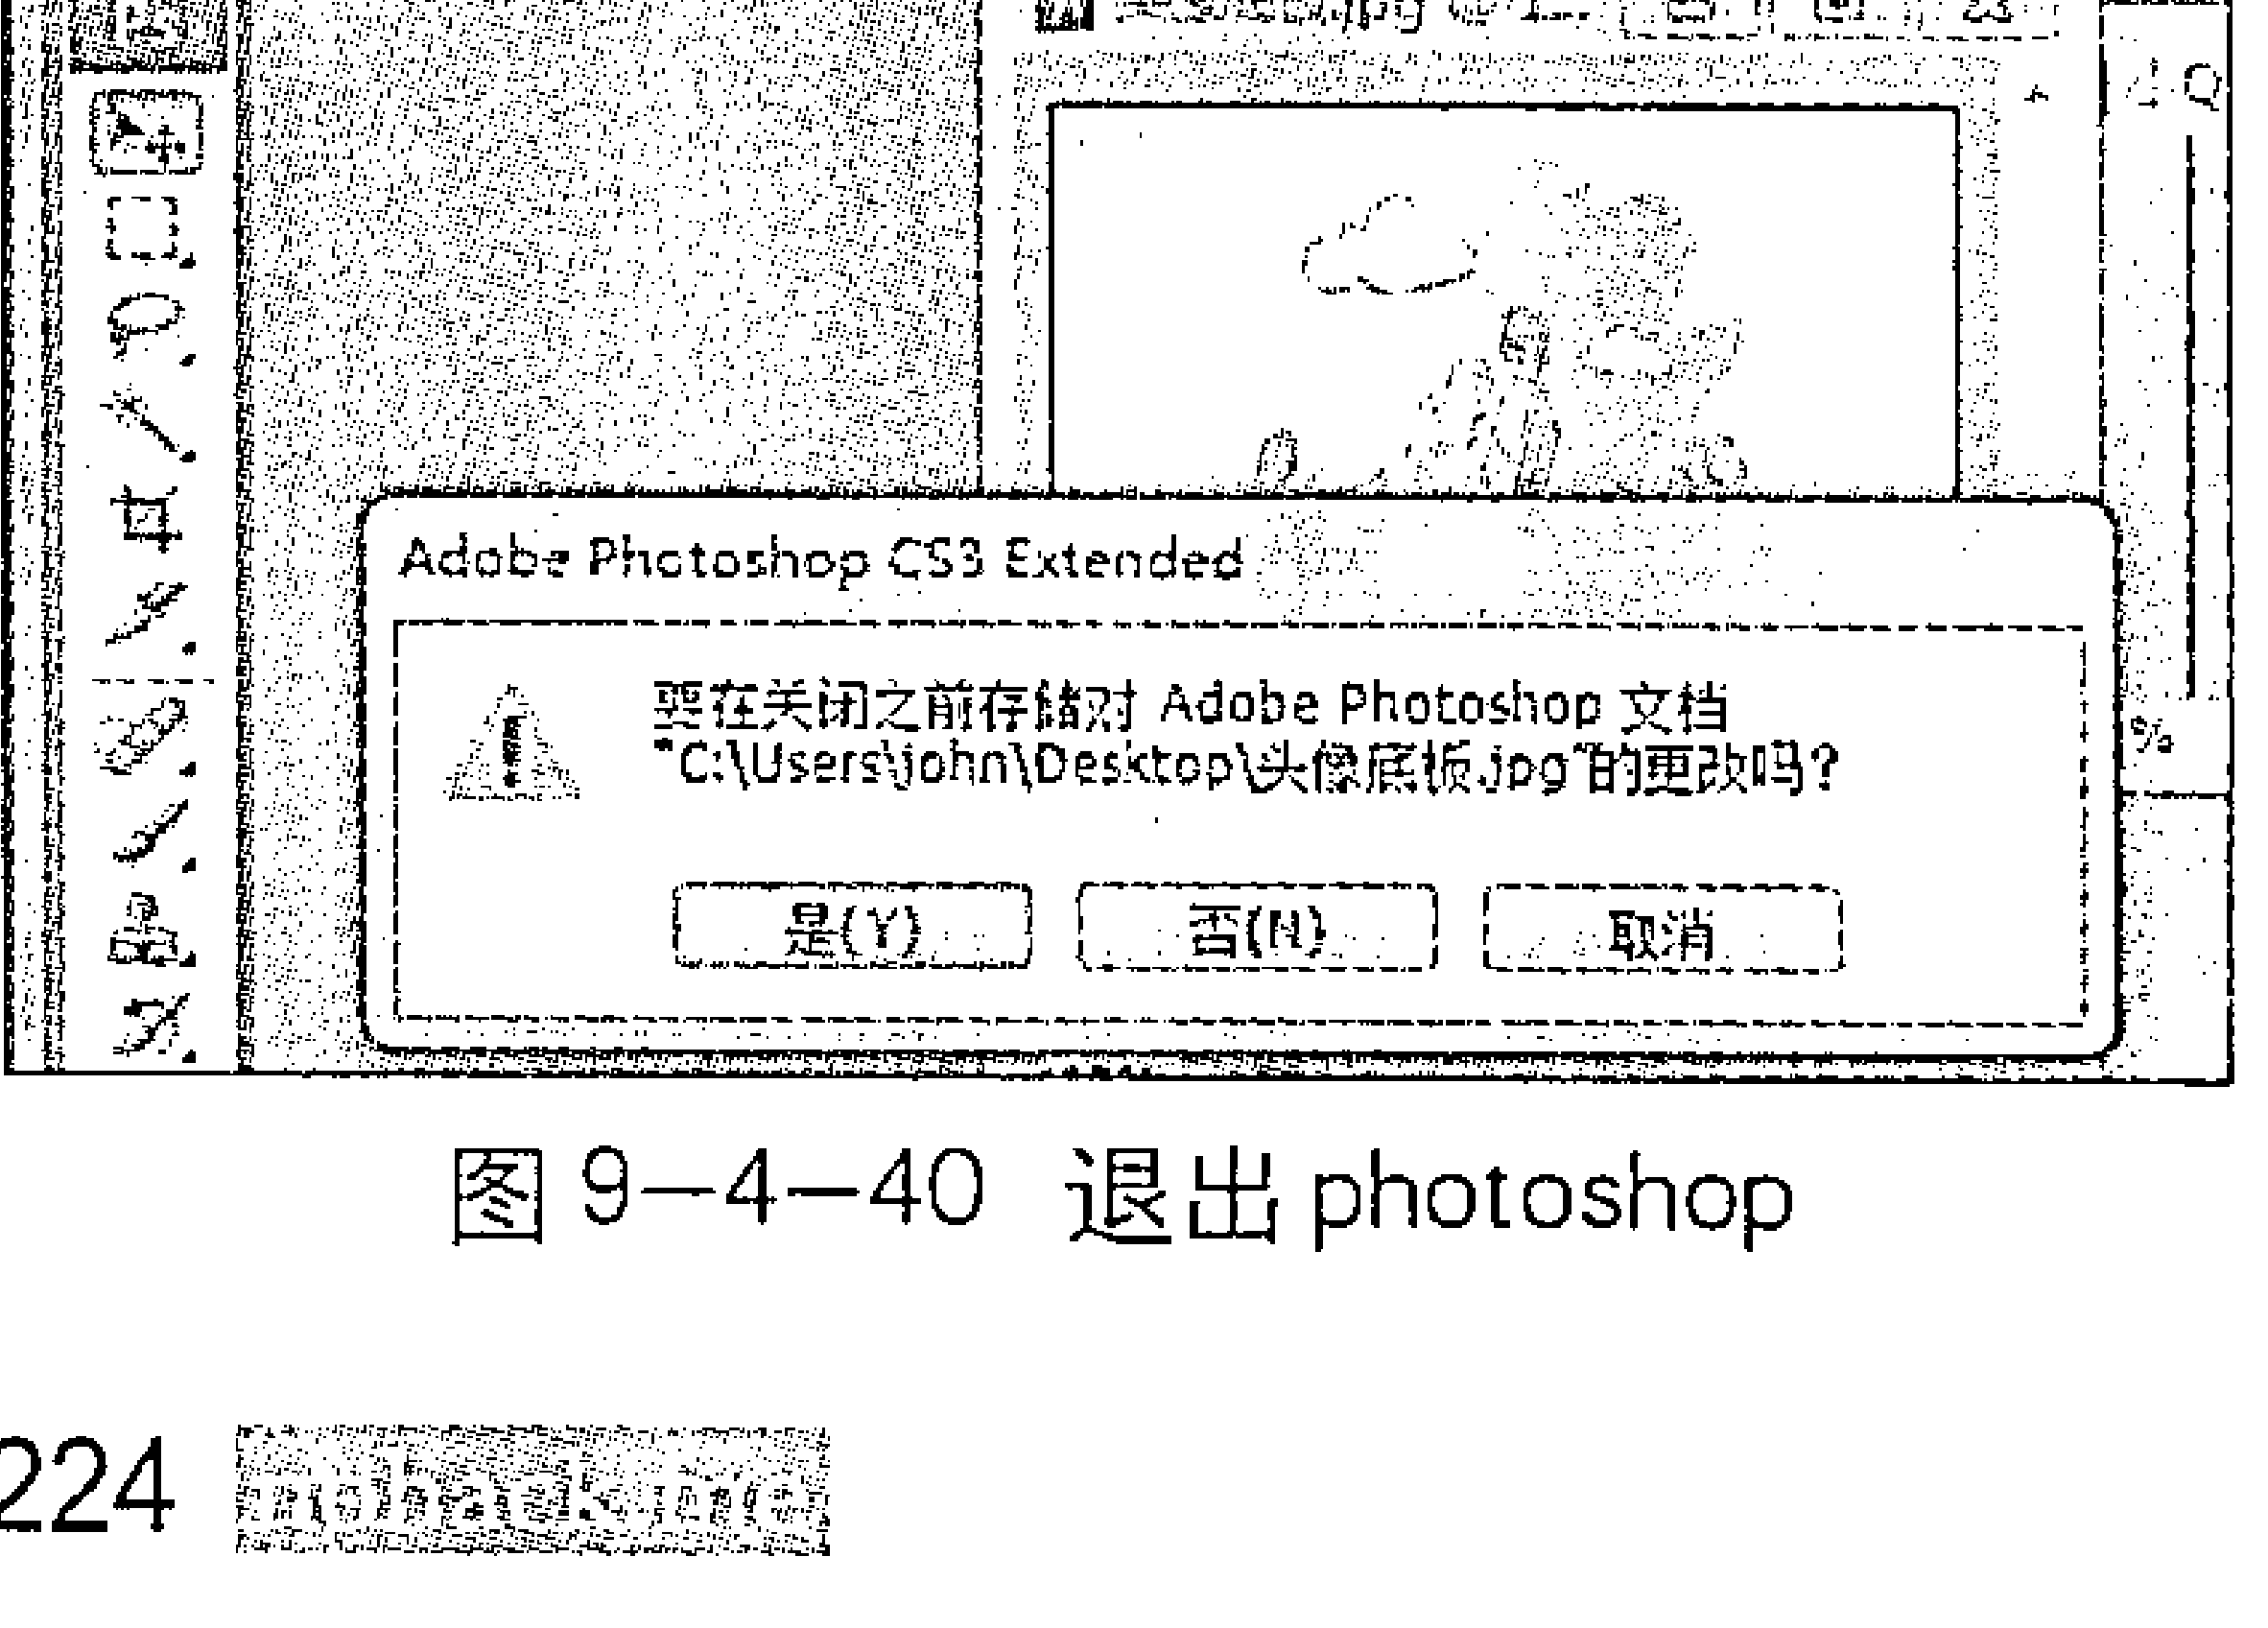 Adobe Photoshop CS3 Extended
要在关闭之前存储对 Adobe Photoshop 文档
"C:\Users\john\Desktop\头像底板.jpg"的更改吗?
是(Y) 否(N) 取消
%
图 9-4-40 退出 photoshop
224